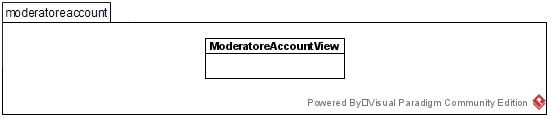 moderatoreaccount
ModeratoreAccountView
Powered By□Visual Paradigm Community Edition